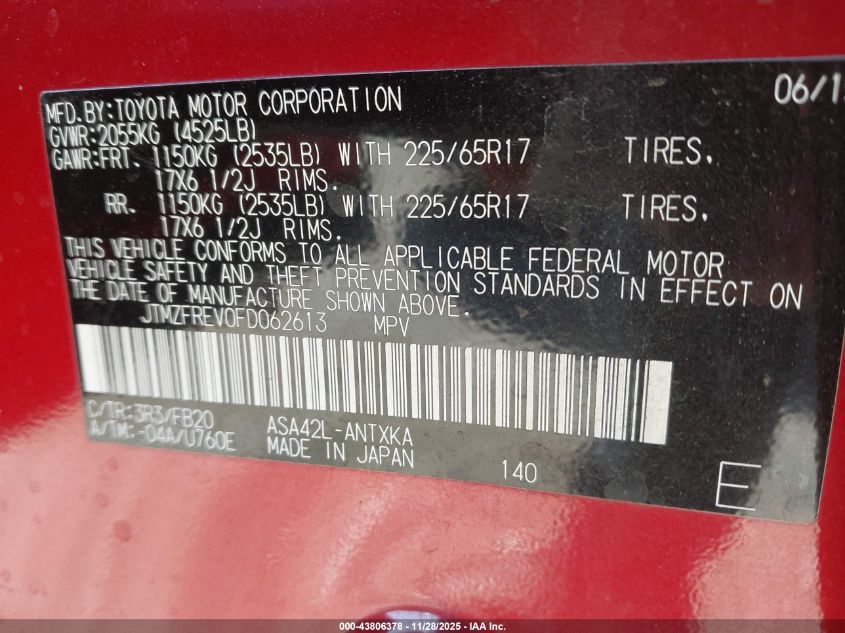 06/1
MFD.BY:TOYOTA MOTOR CORPORATION
GVWR:2055KG (4525LB)
GAWR:FRT. 1150KG (2535LB) WITH 225/65R17 TIRES.
17X6 1/2J RIMS.
RR. 1150KG (2535LB) WITH 225/65R17 TIRES.
17X6 1/2J RIMS.
THIS VEHICLE CONFORMS TO ALL APPLICABLE FEDERAL MOTOR
VEHICLE SAFETY AND THEFT PREVENTION STANDARDS IN EFFECT ON
THE DATE OF MANUFACTURE SHOWN ABOVE.
JTMZFREV0FD062613 MPV
C/TR:3R3/FB20 ASA42L-ANTXKA
A/TM:-04A/U760E MADE IN JAPAN
140
E
000-43806378 - 11/28/2025 - IAA Inc.